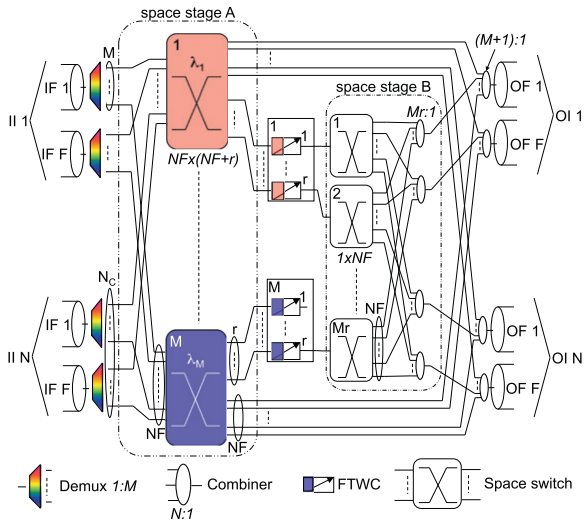 space stage A
(M+1):1
M
1
λ1
IF 1
OF 1
space stage B
II 1
OI 1
Mr:1
IF F
1
1
1
OF F
NFx(NF+r)
r
2
1xNF
NC
M
1
IF 1
M
r
NF
OF 1
λM
II N
r
Mr
OI N
IF F
OF F
NF
NF
Demux 1:M
Combiner
FTWC
Space switch
N:1